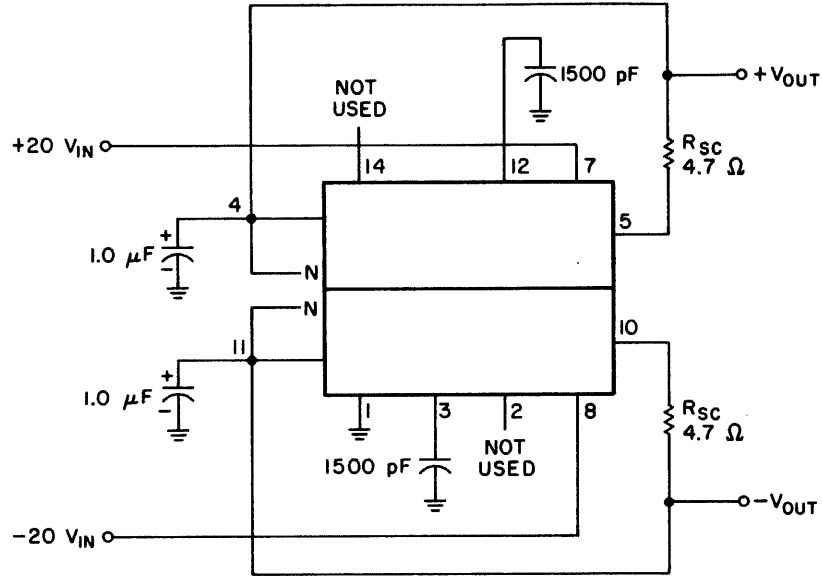 1500 pF
+VOUT
NOT
USED
+20 VIN
14
12
7
RSC
4.7 Ω
4
5
+
1.0 μF
-
N
N
10
11
+
1.0 μF
-
1
3
2
8
RSC
4.7 Ω
NOT
USED
1500 pF
-VOUT
-20 VIN